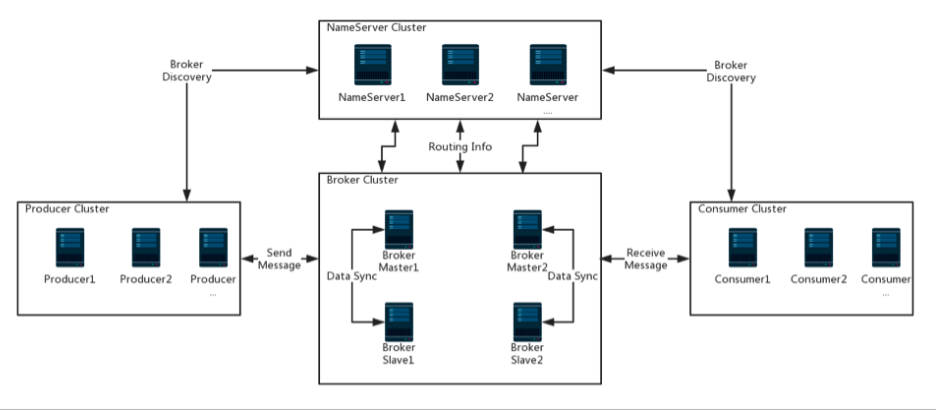 NameServer Cluster
NameServer1
NameServer2
NameServer
....
Broker
Discovery
Broker
Discovery
Routing Info
Producer Cluster
Producer1
Producer2
Producer
...
Send
Message
Broker Cluster
Broker
Master1
Broker
Master2
Data Sync
Data Sync
Broker
Slave1
Broker
Slave2
Receive
Message
Consumer Cluster
Consumer1
Consumer2
Consumer
...